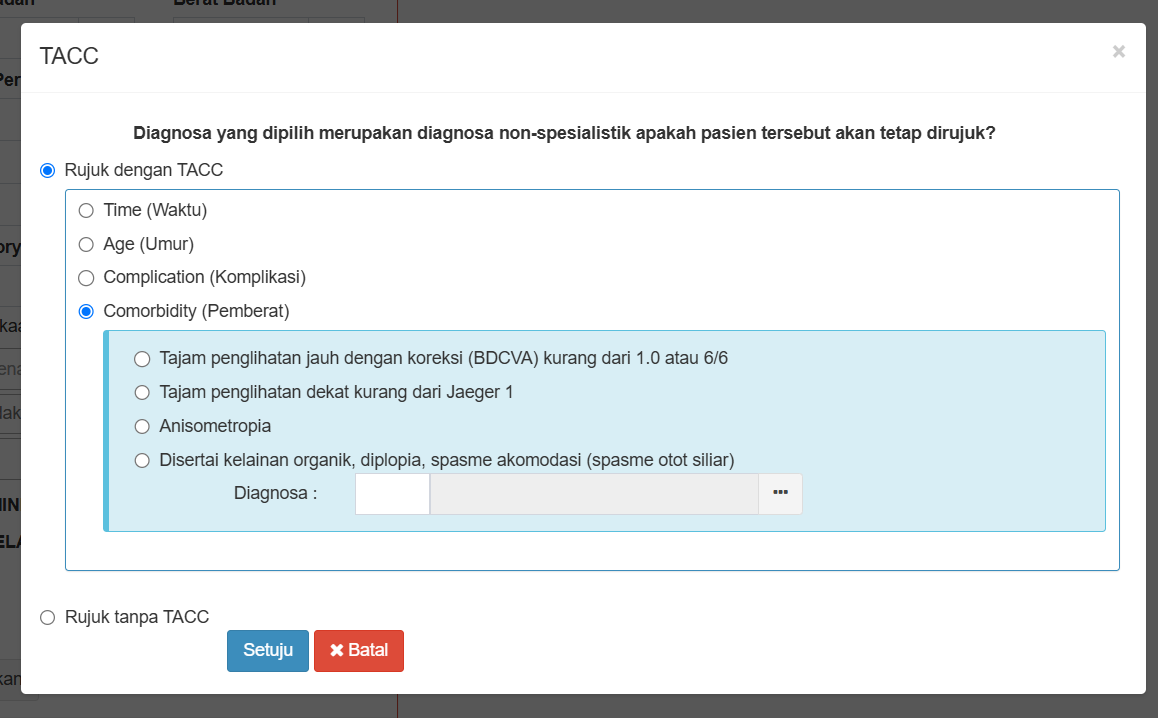 Berat Badan
TACC
×
Diagnosa yang dipilih merupakan diagnosa non-spesialistik apakah pasien tersebut akan tetap dirujuk?
Rujuk dengan TACC
Time (Waktu)
Age (Umur)
Complication (Komplikasi)
Comorbidity (Pemberat)
Tajam penglihatan jauh dengan koreksi (BDCVA) kurang dari 1.0 atau 6/6
Tajam penglihatan dekat kurang dari Jaeger 1
Anisometropia
Disertai kelainan organik, diplopia, spasme akomodasi (spasme otot siliar)
Diagnosa :
...
Rujuk tanpa TACC
Setuju
Batal